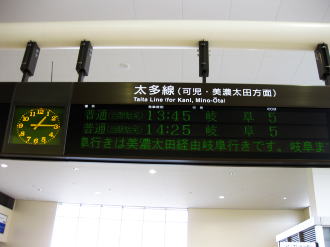 太多線(可児・美濃太田方面)
Taita Line (for Kani, Mino-Ōta)
普通 13:45 岐阜 5
普通 14:25 岐阜 5
阜行きは美濃太田経由岐阜行きです。岐阜ま